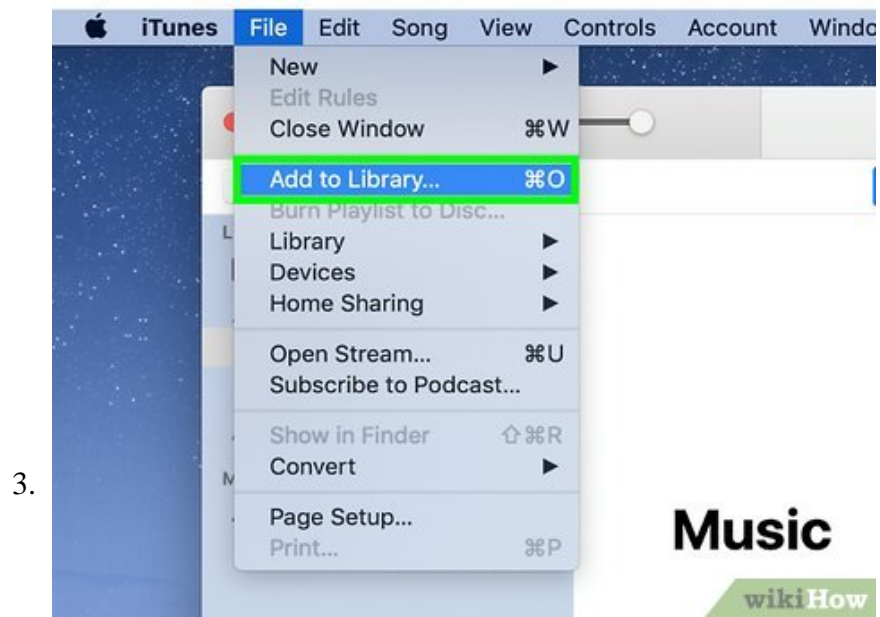 iTunes File Edit Song View Controls Account Windo
New
Edit Rules
Close Window ⌘W
Add to Library... ⌘O
Burn Playlist to Disc...
L
Library
Devices
Home Sharing
Open Stream... ⌘U
Subscribe to Podcast...
Show in Finder ⇧⌘R
Convert
3.
M
Page Setup...
Print... ⌘P
Music
wikiHow